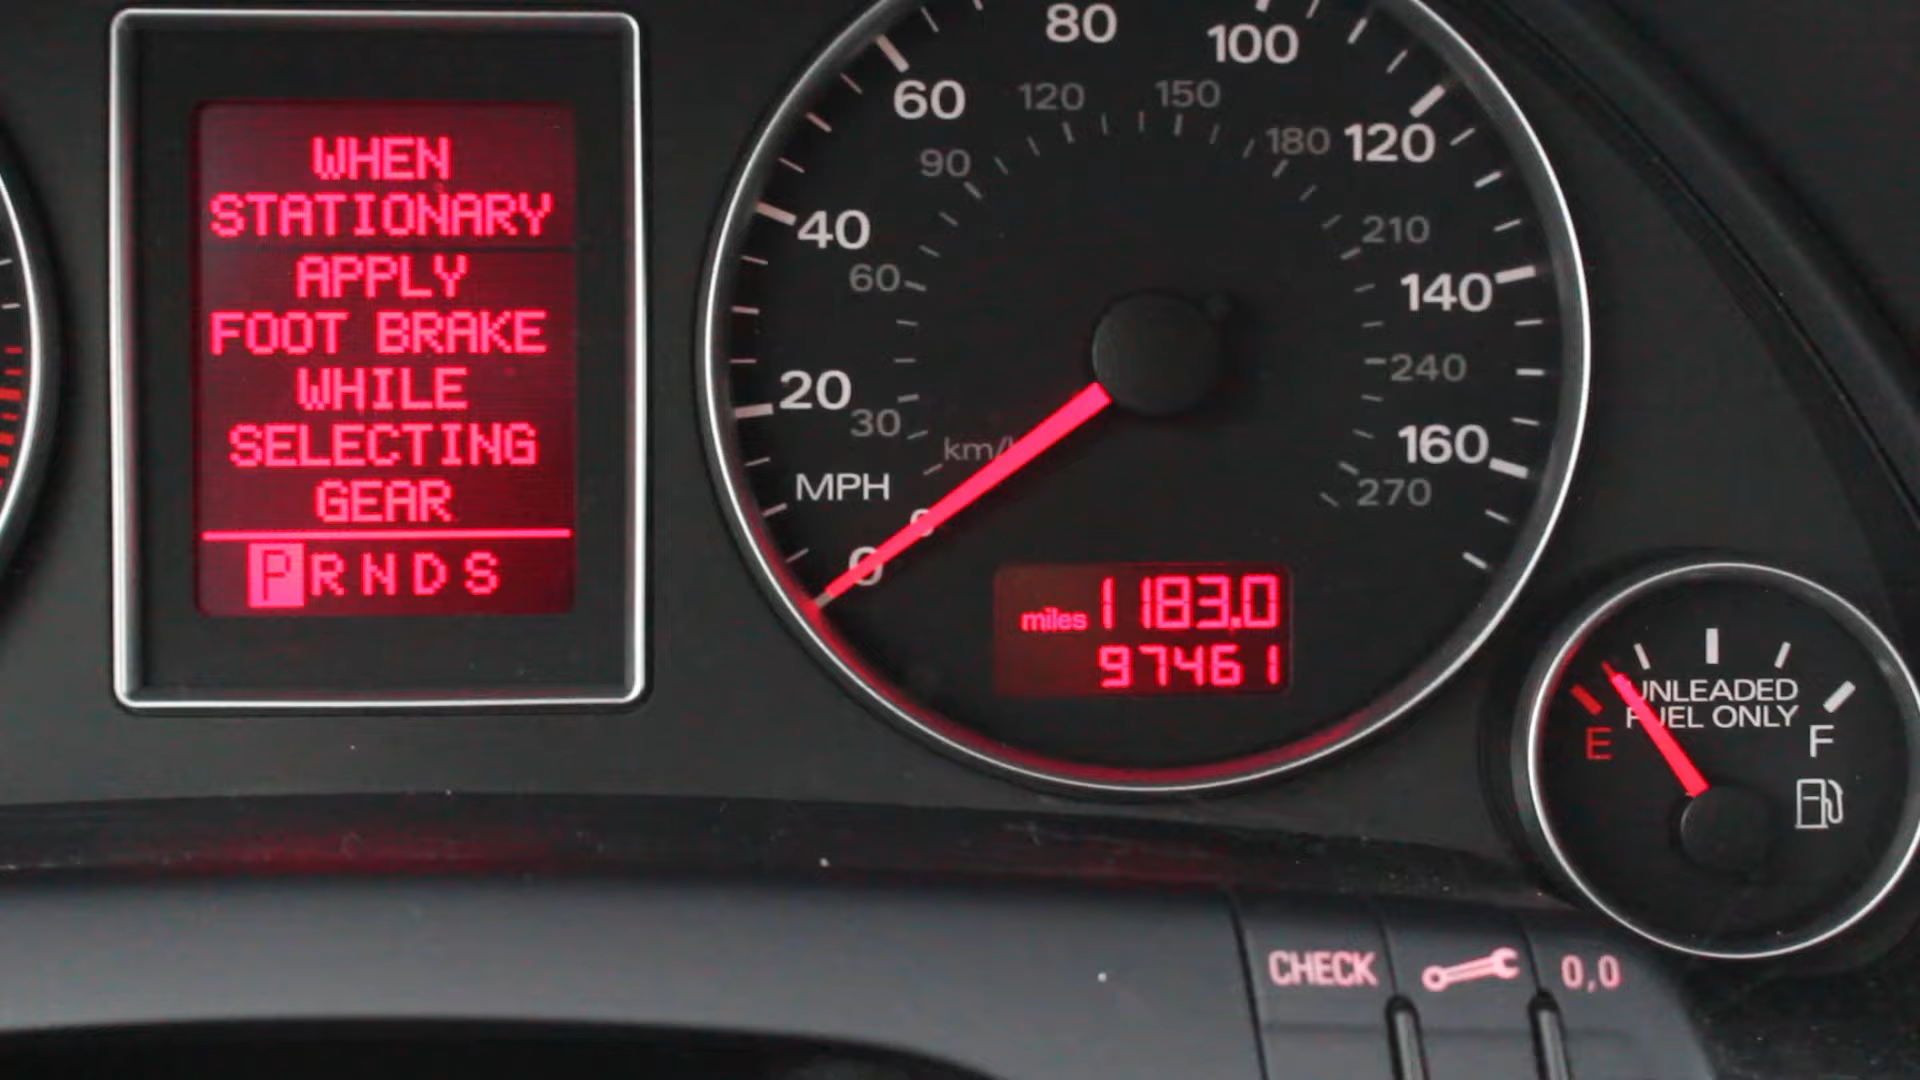 WHEN
STATIONARY
APPLY
FOOT BRAKE
WHILE
SELECTING
GEAR
P R N D S
80
100
60
120
150
120
90
180
40
210
60
140
20
240
30
160
km/
MPH
270
0
0
miles 1183.0
97461
UNLEADED
FUEL ONLY
E
F
CHECK
0,0